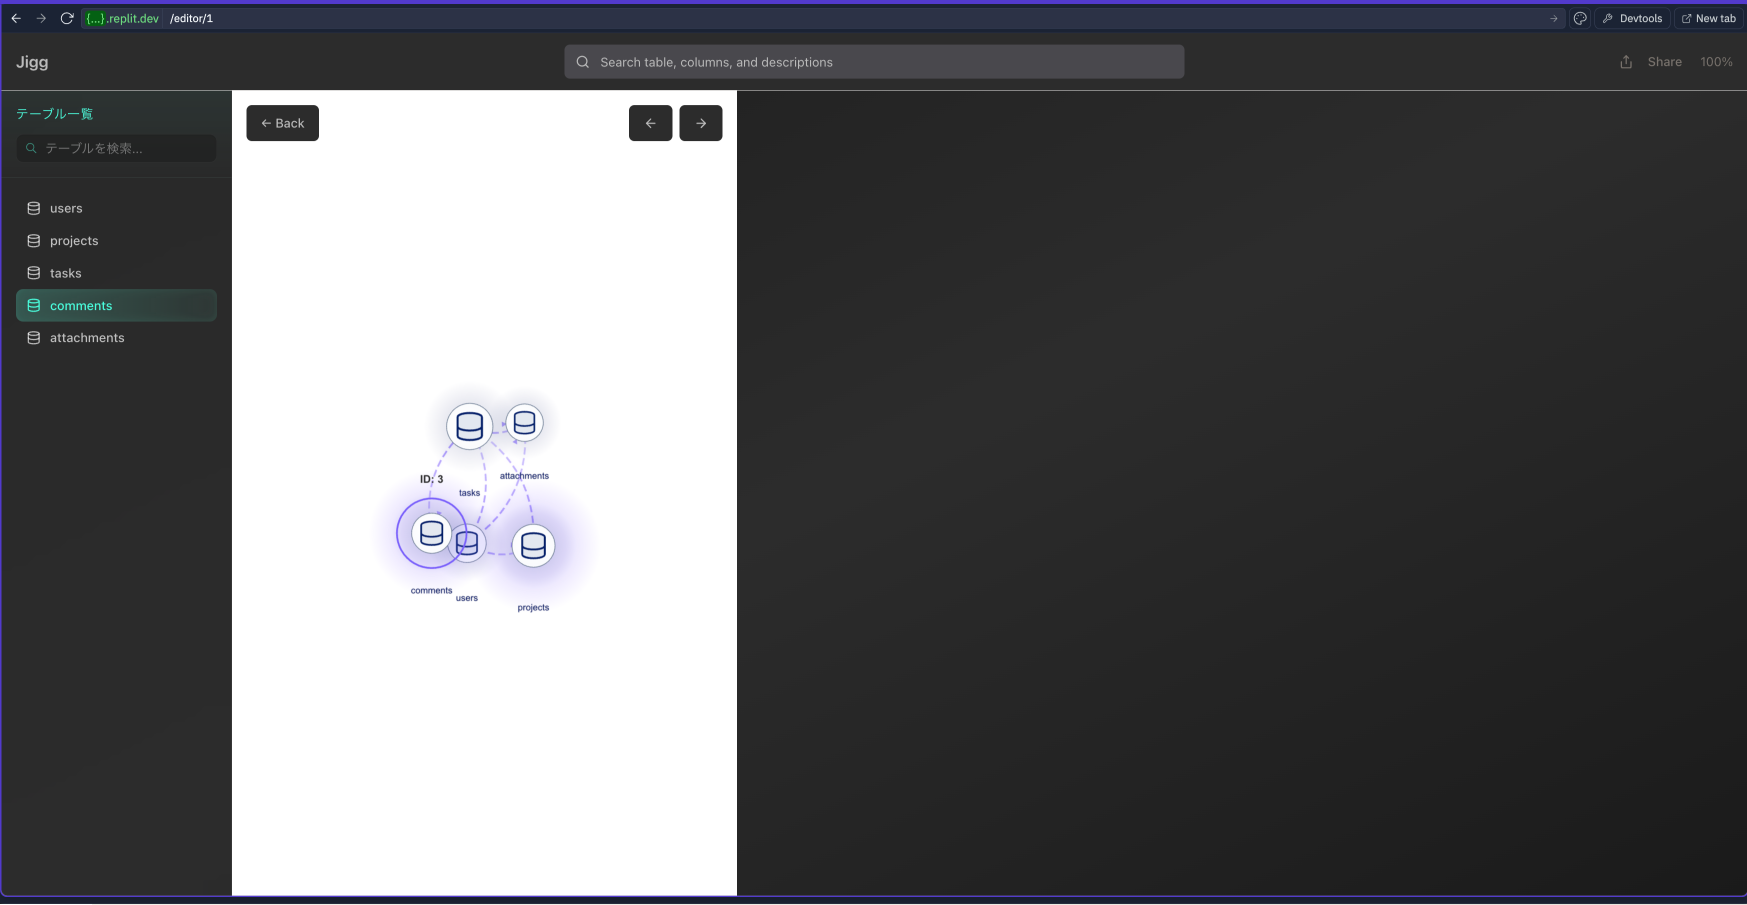 {...}.replit.dev /editor/1
Devtools
New tab
Jigg
Search table, columns, and descriptions
Share
100%
テーブル一覧
テーブルを検索...
users
projects
tasks
comments
attachments
← Back
←
→
ID: 3
tasks
attachments
comments
users
projects